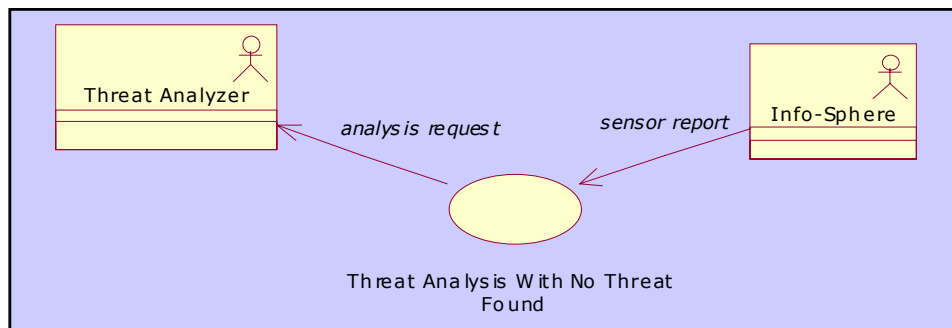 Threat Analyzer
analysis request
sensor report
Info-Sphere
Threat Analysis With No Threat
Found